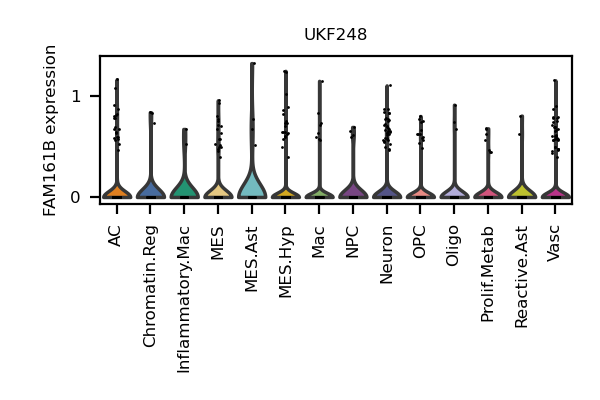 UKF248
FAM161B expression
1
0
AC
Chromatin.Reg
Inflammatory.Mac
MES
MES.Ast
MES.Hyp
Mac
NPC
Neuron
OPC
Oligo
Prolif.Metab
Reactive.Ast
Vasc